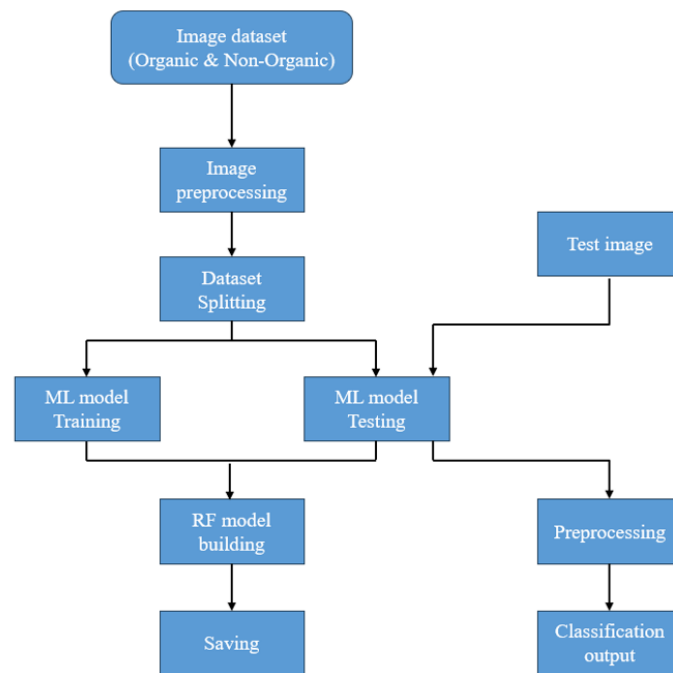 Image dataset
(Organic & Non-Organic)
Image
preprocessing
Test image
Dataset
Splitting
ML model
Training
ML model
Testing
RF model
building
Preprocessing
Saving
Classification
output